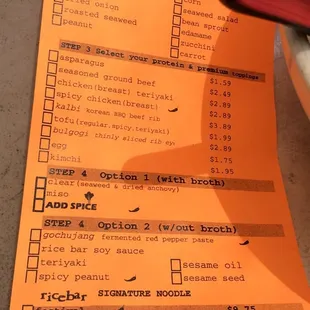 dried onion
roasted seaweed
peanut
corn
seaweed salad
bean sprout
edamame
zucchini
carrot
STEP 3 Select your protein & premium toppings
asparagus $1.59
seasoned ground beef $2.49
chicken(breast) teriyaki $2.89
spicy chicken(breast) $2.89
kalbi korean BBQ beef rib $3.89
tofu(regular,spicy,teriyaki) $1.99
bulgogi thinly sliced rib eye $2.89
egg $1.75
kimchi $1.95
STEP 4 Option 1 (with broth)
clear(seaweed & dried anchovy)
miso
ADD SPICE
STEP 4 Option 2 (w/out broth)
gochujang fermented red pepper paste
rice bar soy sauce
teriyaki
spicy peanut
sesame oil
sesame seed
ricebar SIGNATURE NOODLE